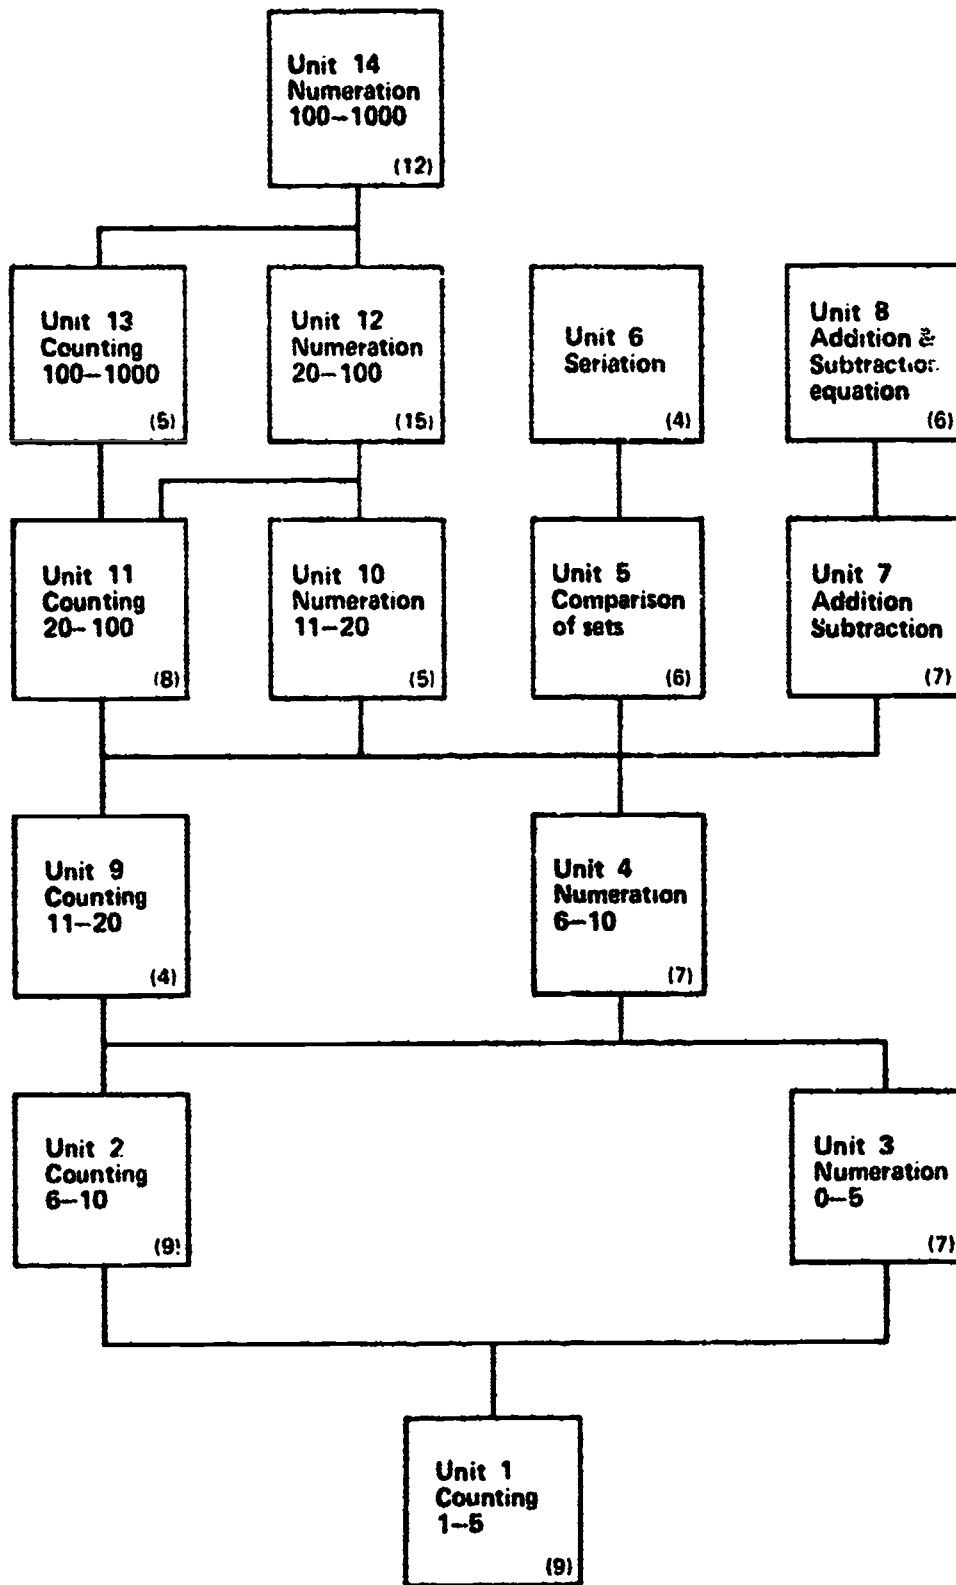 Unit 14
Numeration
100–1000
(12)
Unit 13
Counting
100–1000
(5)
Unit 12
Numeration
20–100
(15)
Unit 6
Seriation
(4)
Unit 8
Addition &
Subtraction
equation
(6)
Unit 11
Counting
20–100
(8)
Unit 10
Numeration
11–20
(5)
Unit 5
Comparison
of sets
(6)
Unit 7
Addition
Subtraction
(7)
Unit 9
Counting
11–20
(4)
Unit 4
Numeration
6–10
(7)
Unit 2
Counting
6–10
(9)
Unit 3
Numeration
0–5
(7)
Unit 1
Counting
1–5
(9)